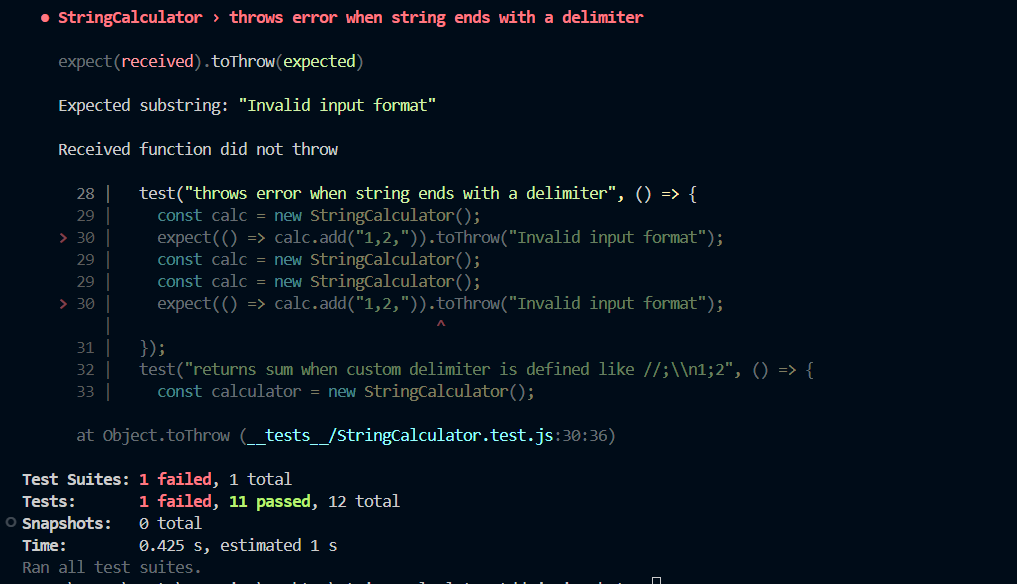 ● StringCalculator › throws error when string ends with a delimiter
expect(received).toThrow(expected)
Expected substring: "Invalid input format"
Received function did not throw
28 | test("throws error when string ends with a delimiter", () => {
29 | const calc = new StringCalculator();
> 30 | expect(() => calc.add("1,2,")).toThrow("Invalid input format");
29 | const calc = new StringCalculator();
29 | const calc = new StringCalculator();
> 30 | expect(() => calc.add("1,2,")).toThrow("Invalid input format");
| ^
31 | });
32 | test("returns sum when custom delimiter is defined like //;\\n1;2", () => {
33 | const calculator = new StringCalculator();
at Object.toThrow (__tests__/StringCalculator.test.js:30:36)
Test Suites: 1 failed, 1 total
Tests: 1 failed, 11 passed, 12 total
Snapshots: 0 total
Time: 0.425 s, estimated 1 s
Ran all test suites.